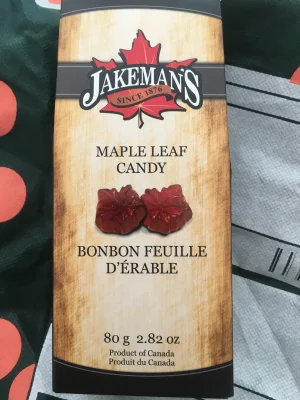 JAKEMAN'S
SINCE 1876
MAPLE LEAF
CANDY
BONBON FEUILLE
D'ÉRABLE
80 g 2.82 oz
Product of Canada
Produit du Canada